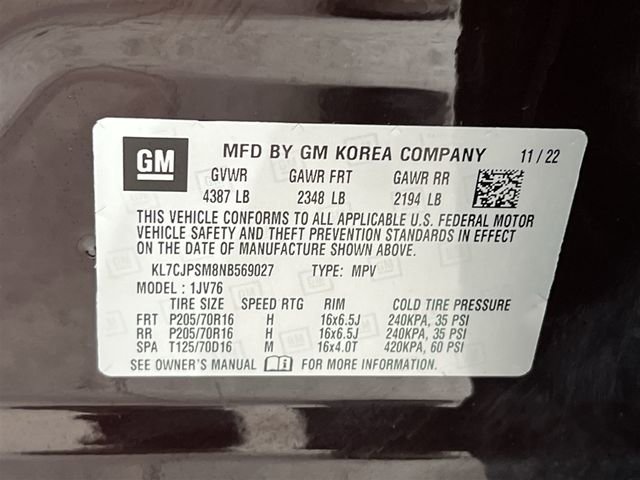 GM MFD BY GM KOREA COMPANY 11 / 22
GVWR GAWR FRT GAWR RR
4387 LB 2348 LB 2194 LB
THIS VEHICLE CONFORMS TO ALL APPLICABLE U.S. FEDERAL MOTOR
VEHICLE SAFETY AND THEFT PREVENTION STANDARDS IN EFFECT
ON THE DATE OF MANUFACTURE SHOWN ABOVE.
KL7CJPSM8NB569027 TYPE: MPV
MODEL : 1JV76
TIRE SIZE SPEED RTG RIM COLD TIRE PRESSURE
FRT P205/70R16 H 16x6.5J 240KPA, 35 PSI
RR P205/70R16 H 16x6.5J 240KPA, 35 PSI
SPA T125/70D16 M 16x4.0T 420KPA, 60 PSI
SEE OWNER'S MANUAL i FOR MORE INFORMATION.